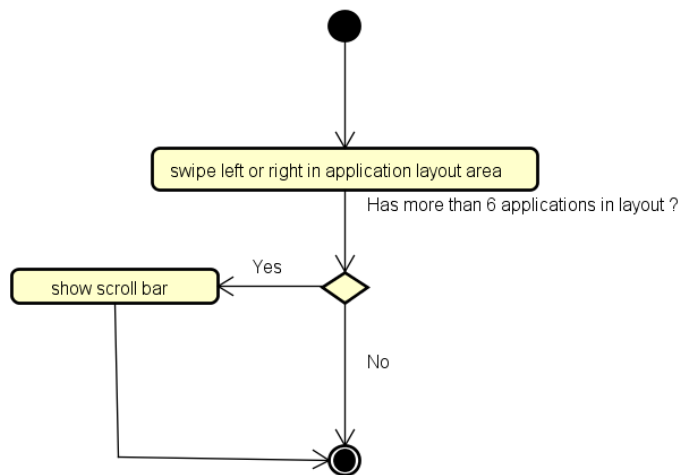 swipe left or right in application layout area
Has more than 6 applications in layout ?
Yes
show scroll bar
No